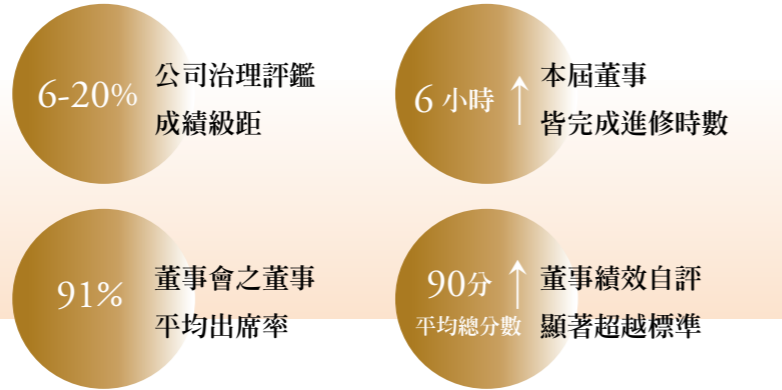 6-20%
公司治理評鑑
成績級距
6 小時 ↑
本屆董事
皆完成進修時數
91%
董事會之董事
平均出席率
90分 ↑
平均總分數
董事績效自評
顯著超越標準